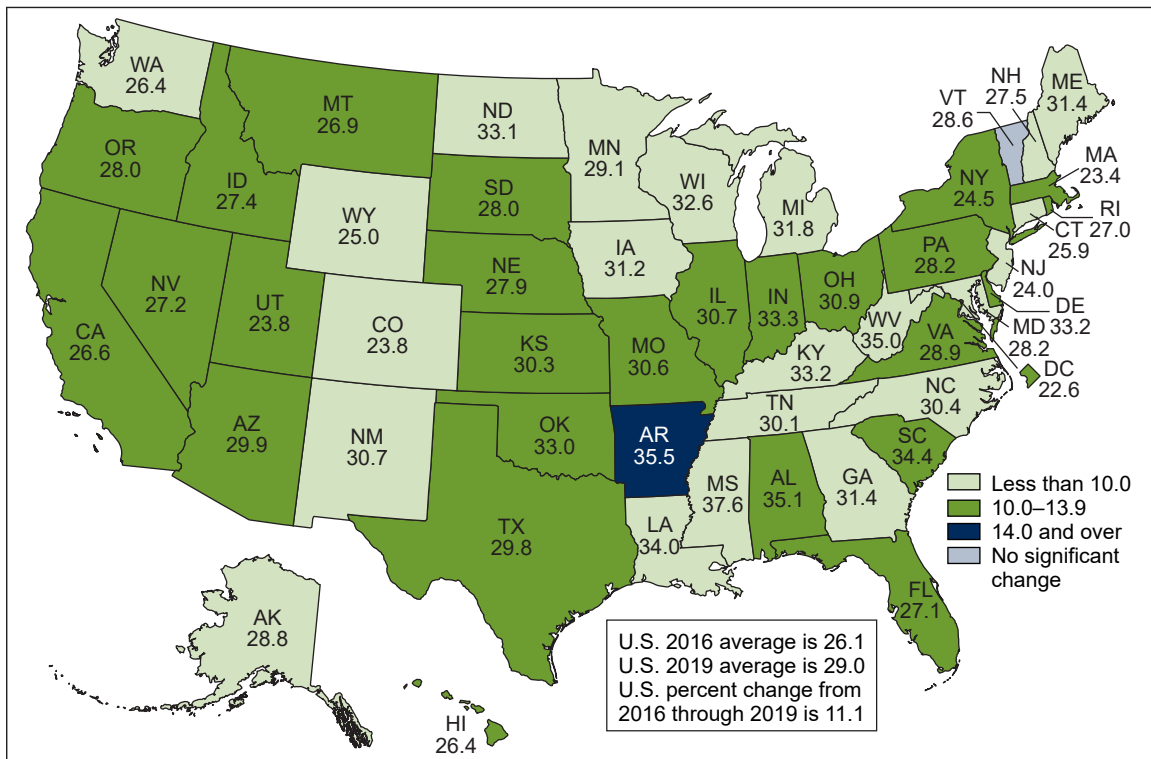 WA
26.4
MT
26.9
ND
33.1
MN
29.1
OR
28.0
ID
27.4
WY
25.0
SD
28.0
WI
32.6
MI
31.8
NY
24.5
VT
28.6
NH
27.5
ME
31.4
MA
23.4
RI
27.0
CT
25.9
NJ
24.0
DE
33.2
MD
28.2
DC
22.6
CA
26.6
NV
27.2
UT
23.8
CO
23.8
NE
27.9
IA
31.2
IL
30.7
IN
33.3
OH
30.9
PA
28.2
WV
35.0
VA
28.9
KS
30.3
MO
30.6
KY
33.2
NC
30.4
TN
30.1
SC
34.4
AZ
29.9
NM
30.7
OK
33.0
AR
35.5
MS
37.6
AL
35.1
GA
31.4
TX
29.8
LA
34.0
FL
27.1
AK
28.8
HI
26.4
Less than 10.0
10.0–13.9
14.0 and over
No significant
change
U.S. 2016 average is 26.1
U.S. 2019 average is 29.0
U.S. percent change from
2016 through 2019 is 11.1